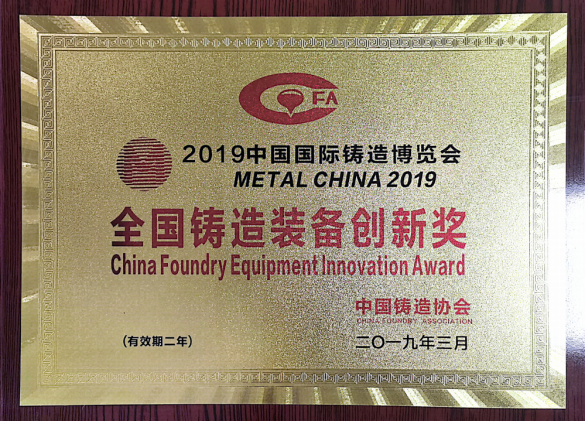 FA
2019中国国际铸造博览会
METAL CHINA 2019
全国铸造装备创新奖
China Foundry Equipment Innovation Award
中国铸造协会
CHINA FOUNDRY ASSOCIATION
(有效期二年)
二〇一九年三月